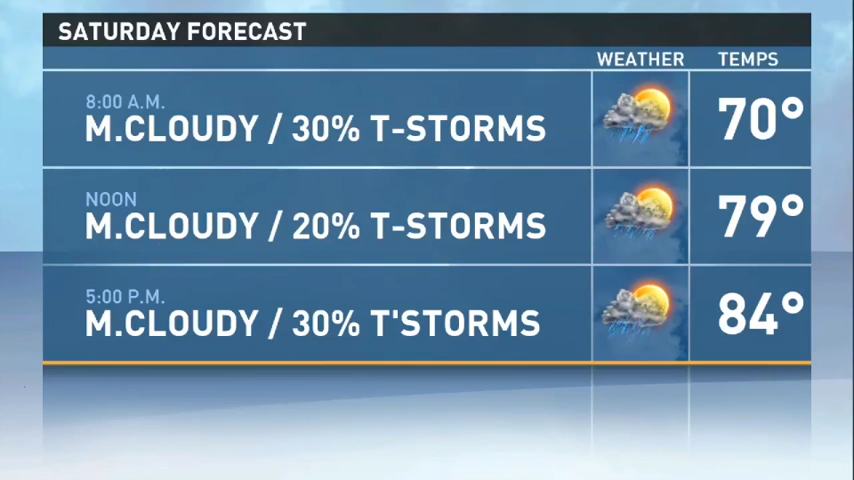 SATURDAY FORECAST
WEATHER TEMPS
8:00 A.M.
M.CLOUDY / 30% T-STORMS 70°
NOON
M.CLOUDY / 20% T-STORMS 79°
5:00 P.M.
M.CLOUDY / 30% T'STORMS 84°